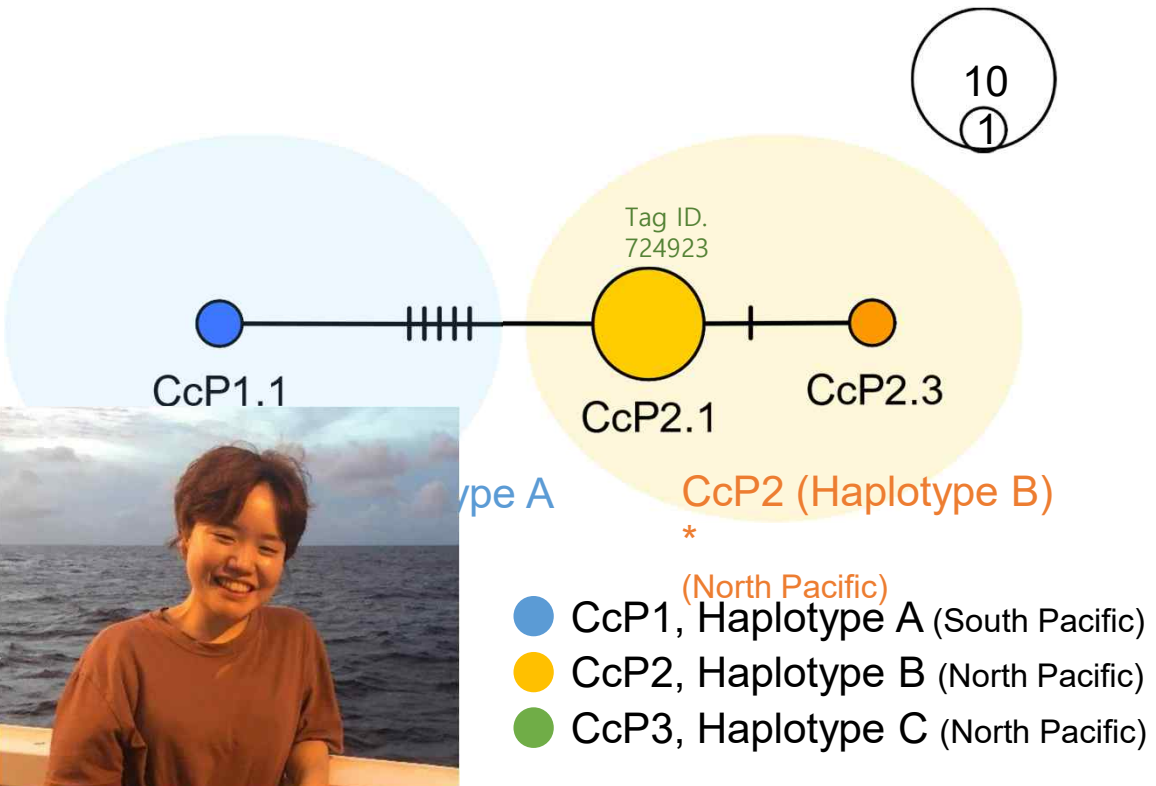 10
1
Tag ID.
724923
CcP1.1
CcP2.1
CcP2.3
ype A
CcP2 (Haplotype B)
*
(North Pacific)
CcP1, Haplotype A (South Pacific)
CcP2, Haplotype B (North Pacific)
CcP3, Haplotype C (North Pacific)